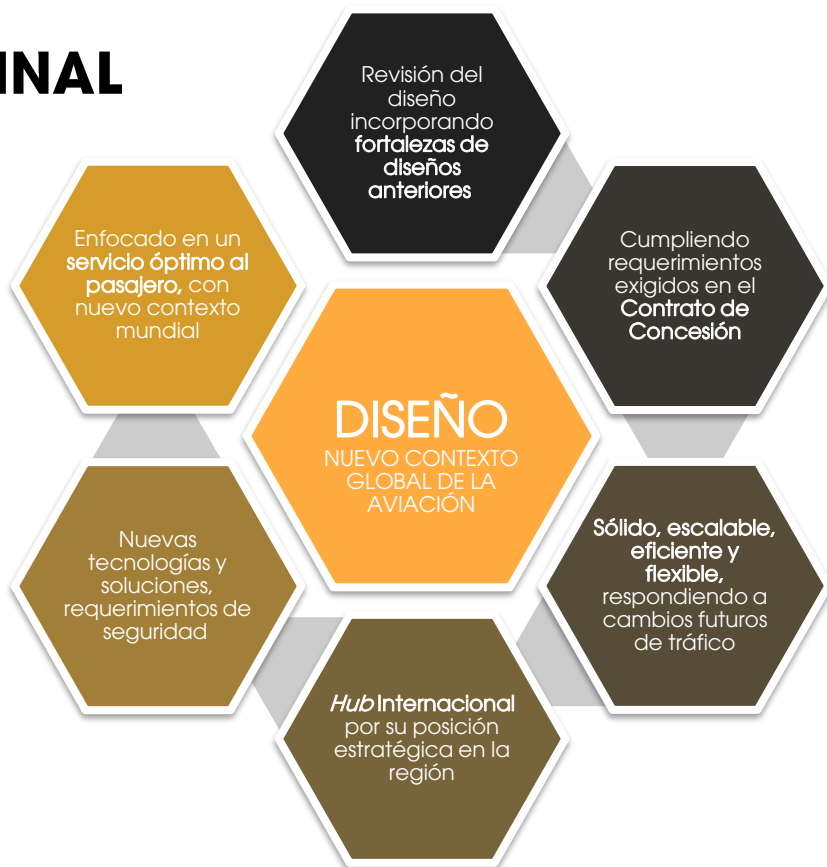 INAL
Revisión del
diseño
incorporando
fortalezas de
diseños
anteriores
Cumpliendo
requerimientos
exigidos en el
Contrato de
Concesión
Sólido, escalable,
eficiente y
flexible,
respondiendo a
cambios futuros
de tráfico
Hub Internacional
por su posición
estratégica en la
región
Nuevas
tecnologías y
soluciones,
requerimientos de
seguridad
Enfocado en un
servicio óptimo al
pasajero, con
nuevo contexto
mundial
DISEÑO
NUEVO CONTEXTO
GLOBAL DE LA
AVIACIÓN